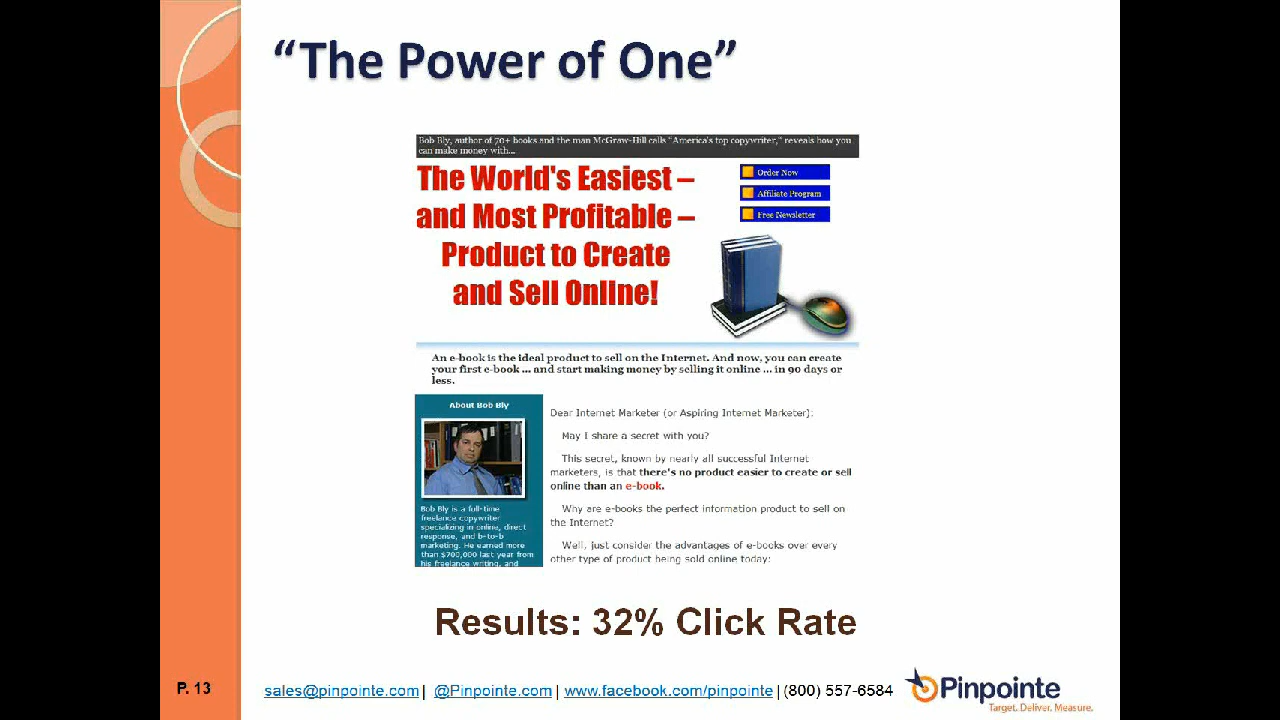 “The Power of One”
Bob Bly, author of 70+ books and the man McGraw-Hill calls "America's top copywriter," reveals how you
can make money with...
The World's Easiest –
and Most Profitable –
Product to Create
and Sell Online!
Order Now
Affiliate Program
Free Newsletter
An e-book is the ideal product to sell on the Internet. And now, you can create
your first e-book ... and start making money by selling it online ... in 90 days or
less.
About Bob Bly
Bob Bly is a full-time
freelance copywriter
specializing in online, direct
response, and b-to-b
marketing. He earned more
than $700,000 last year from
his freelance writing, and
Dear Internet Marketer (or Aspiring Internet Marketer):
May I share a secret with you?
This secret, known by nearly all successful Internet
marketers, is that there's no product easier to create or sell
online than an e-book.
Why are e-books the perfect information product to sell on
the Internet?
Well, just consider the advantages of e-books over every
other type of product being sold online today:
Results: 32% Click Rate
P. 13
sales@pinpointe.com | @Pinpointe.com | www.facebook.com/pinpointe | (800) 557-6584
Pinpointe
Target. Deliver. Measure.